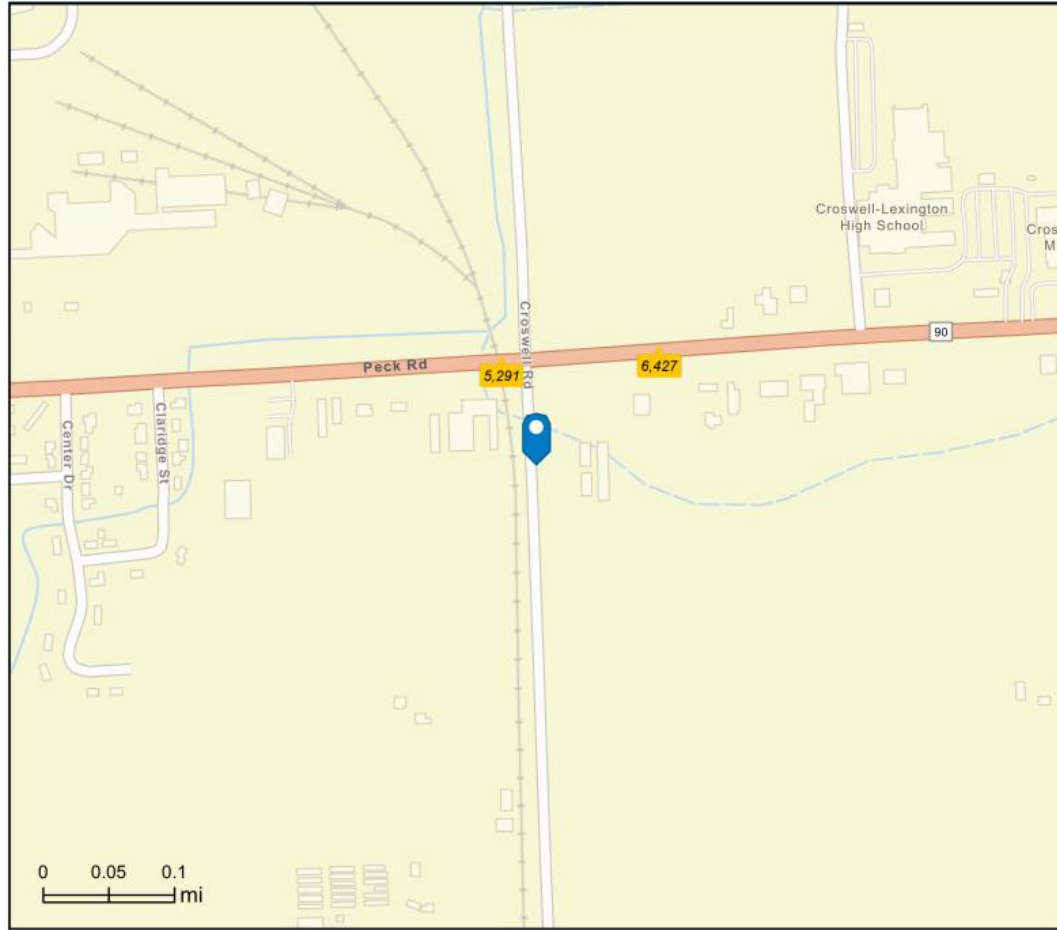 Croswell-Lexington
High School
Cros
M
Croswell Rd
90
Peck Rd
5,291
6,427
Center Dr
Claridge St
0 0.05 0.1
mi